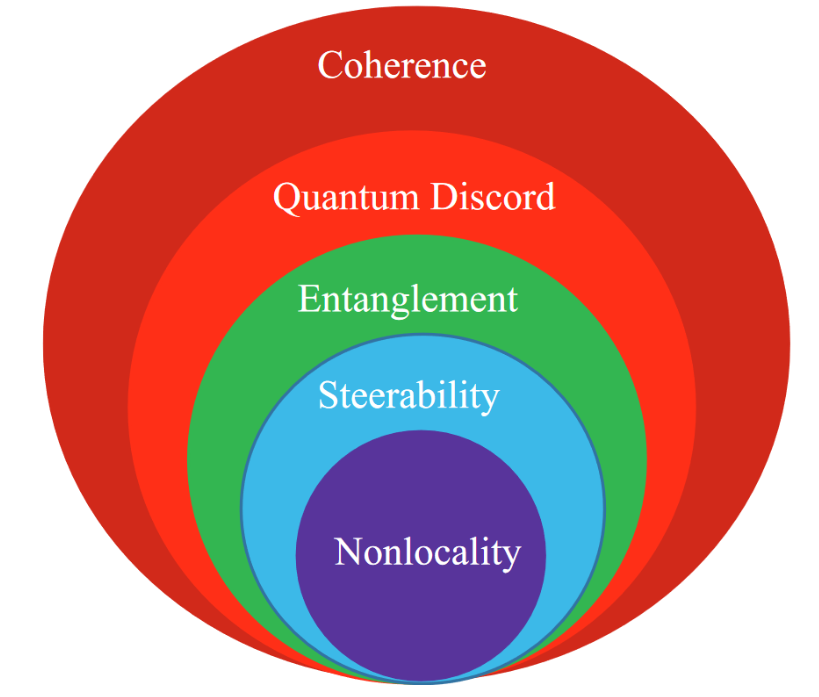 Coherence
Quantum Discord
Entanglement
Steerability
Nonlocality